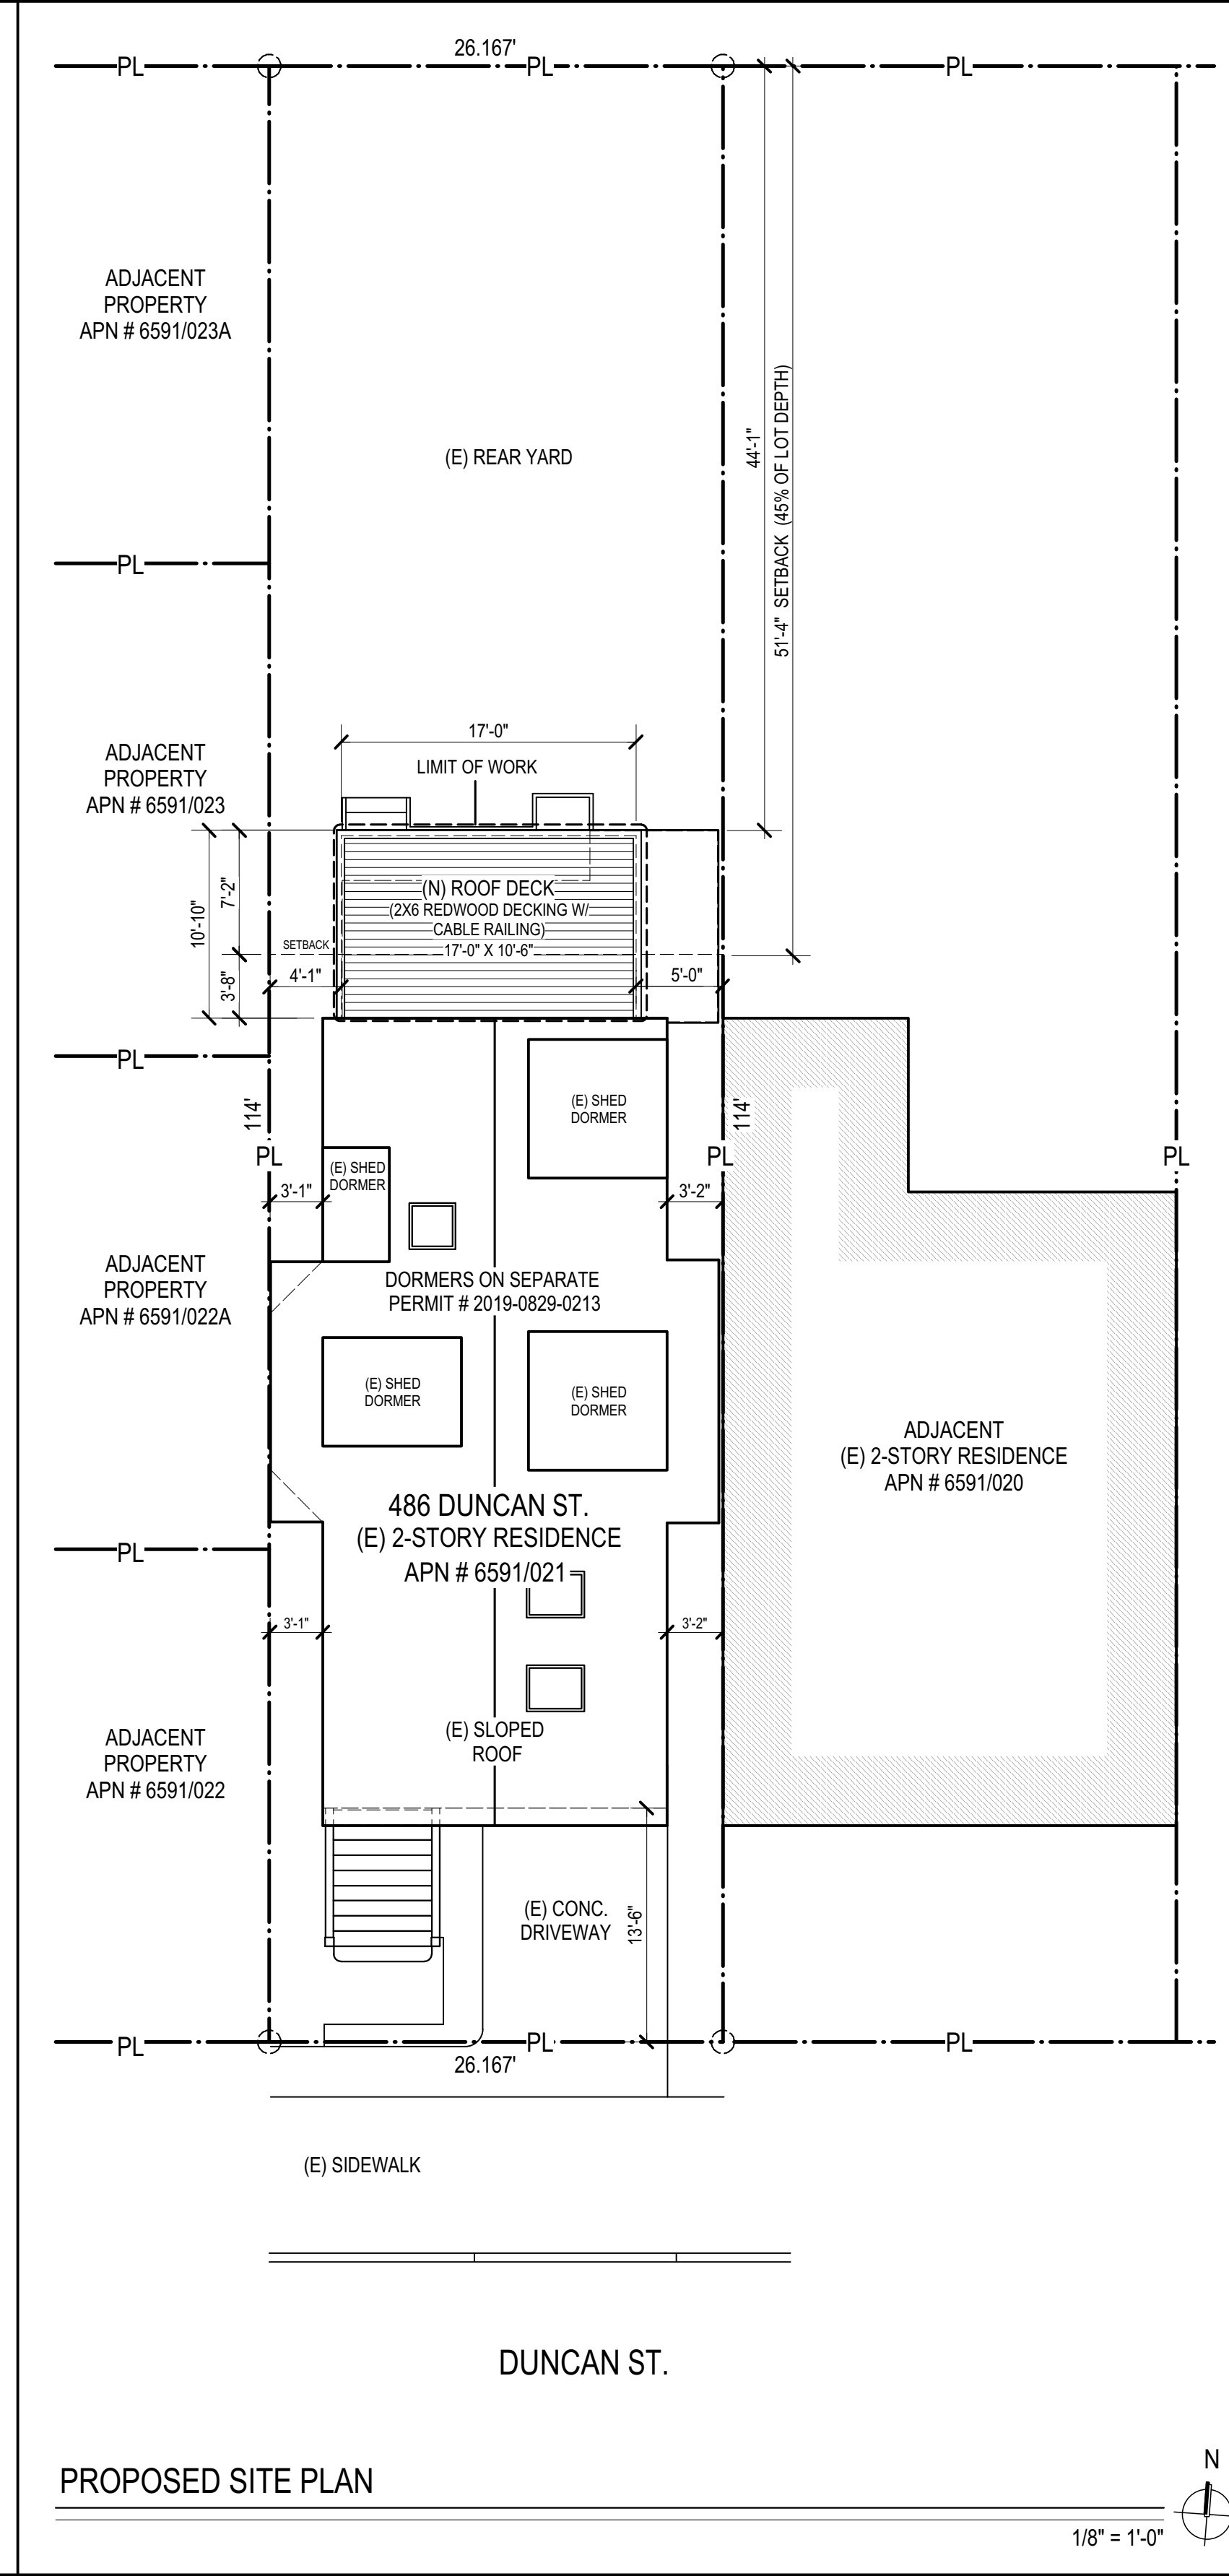 26.167'
PL
PL
PL
ADJACENT
PROPERTY
APN # 6591/023A
44'-1"
51'-4" SETBACK (45% OF LOT DEPTH)
(E) REAR YARD
PL
17'-0"
LIMIT OF WORK
ADJACENT
PROPERTY
APN # 6591/023
10'-10"
7'-2"
3'-8"
(N) ROOF DECK
(2X6 REDWOOD DECKING W/
CABLE RAILING)
17'-0" X 10'-6"
SETBACK
4'-1"
5'-0"
PL
114'
114'
(E) SHED
DORMER
PL
PL
PL
(E) SHED
DORMER
3'-1"
3'-2"
ADJACENT
PROPERTY
APN # 6591/022A
DORMERS ON SEPARATE
PERMIT # 2019-0829-0213
(E) SHED
DORMER
(E) SHED
DORMER
ADJACENT
(E) 2-STORY RESIDENCE
APN # 6591/020
486 DUNCAN ST.
(E) 2-STORY RESIDENCE
APN # 6591/021
PL
3'-1"
3'-2"
ADJACENT
PROPERTY
APN # 6591/022
(E) SLOPED
ROOF
(E) CONC.
DRIVEWAY
13'-6"
PL
PL
PL
26.167'
(E) SIDEWALK
DUNCAN ST.
PROPOSED SITE PLAN
N
1/8" = 1'-0"